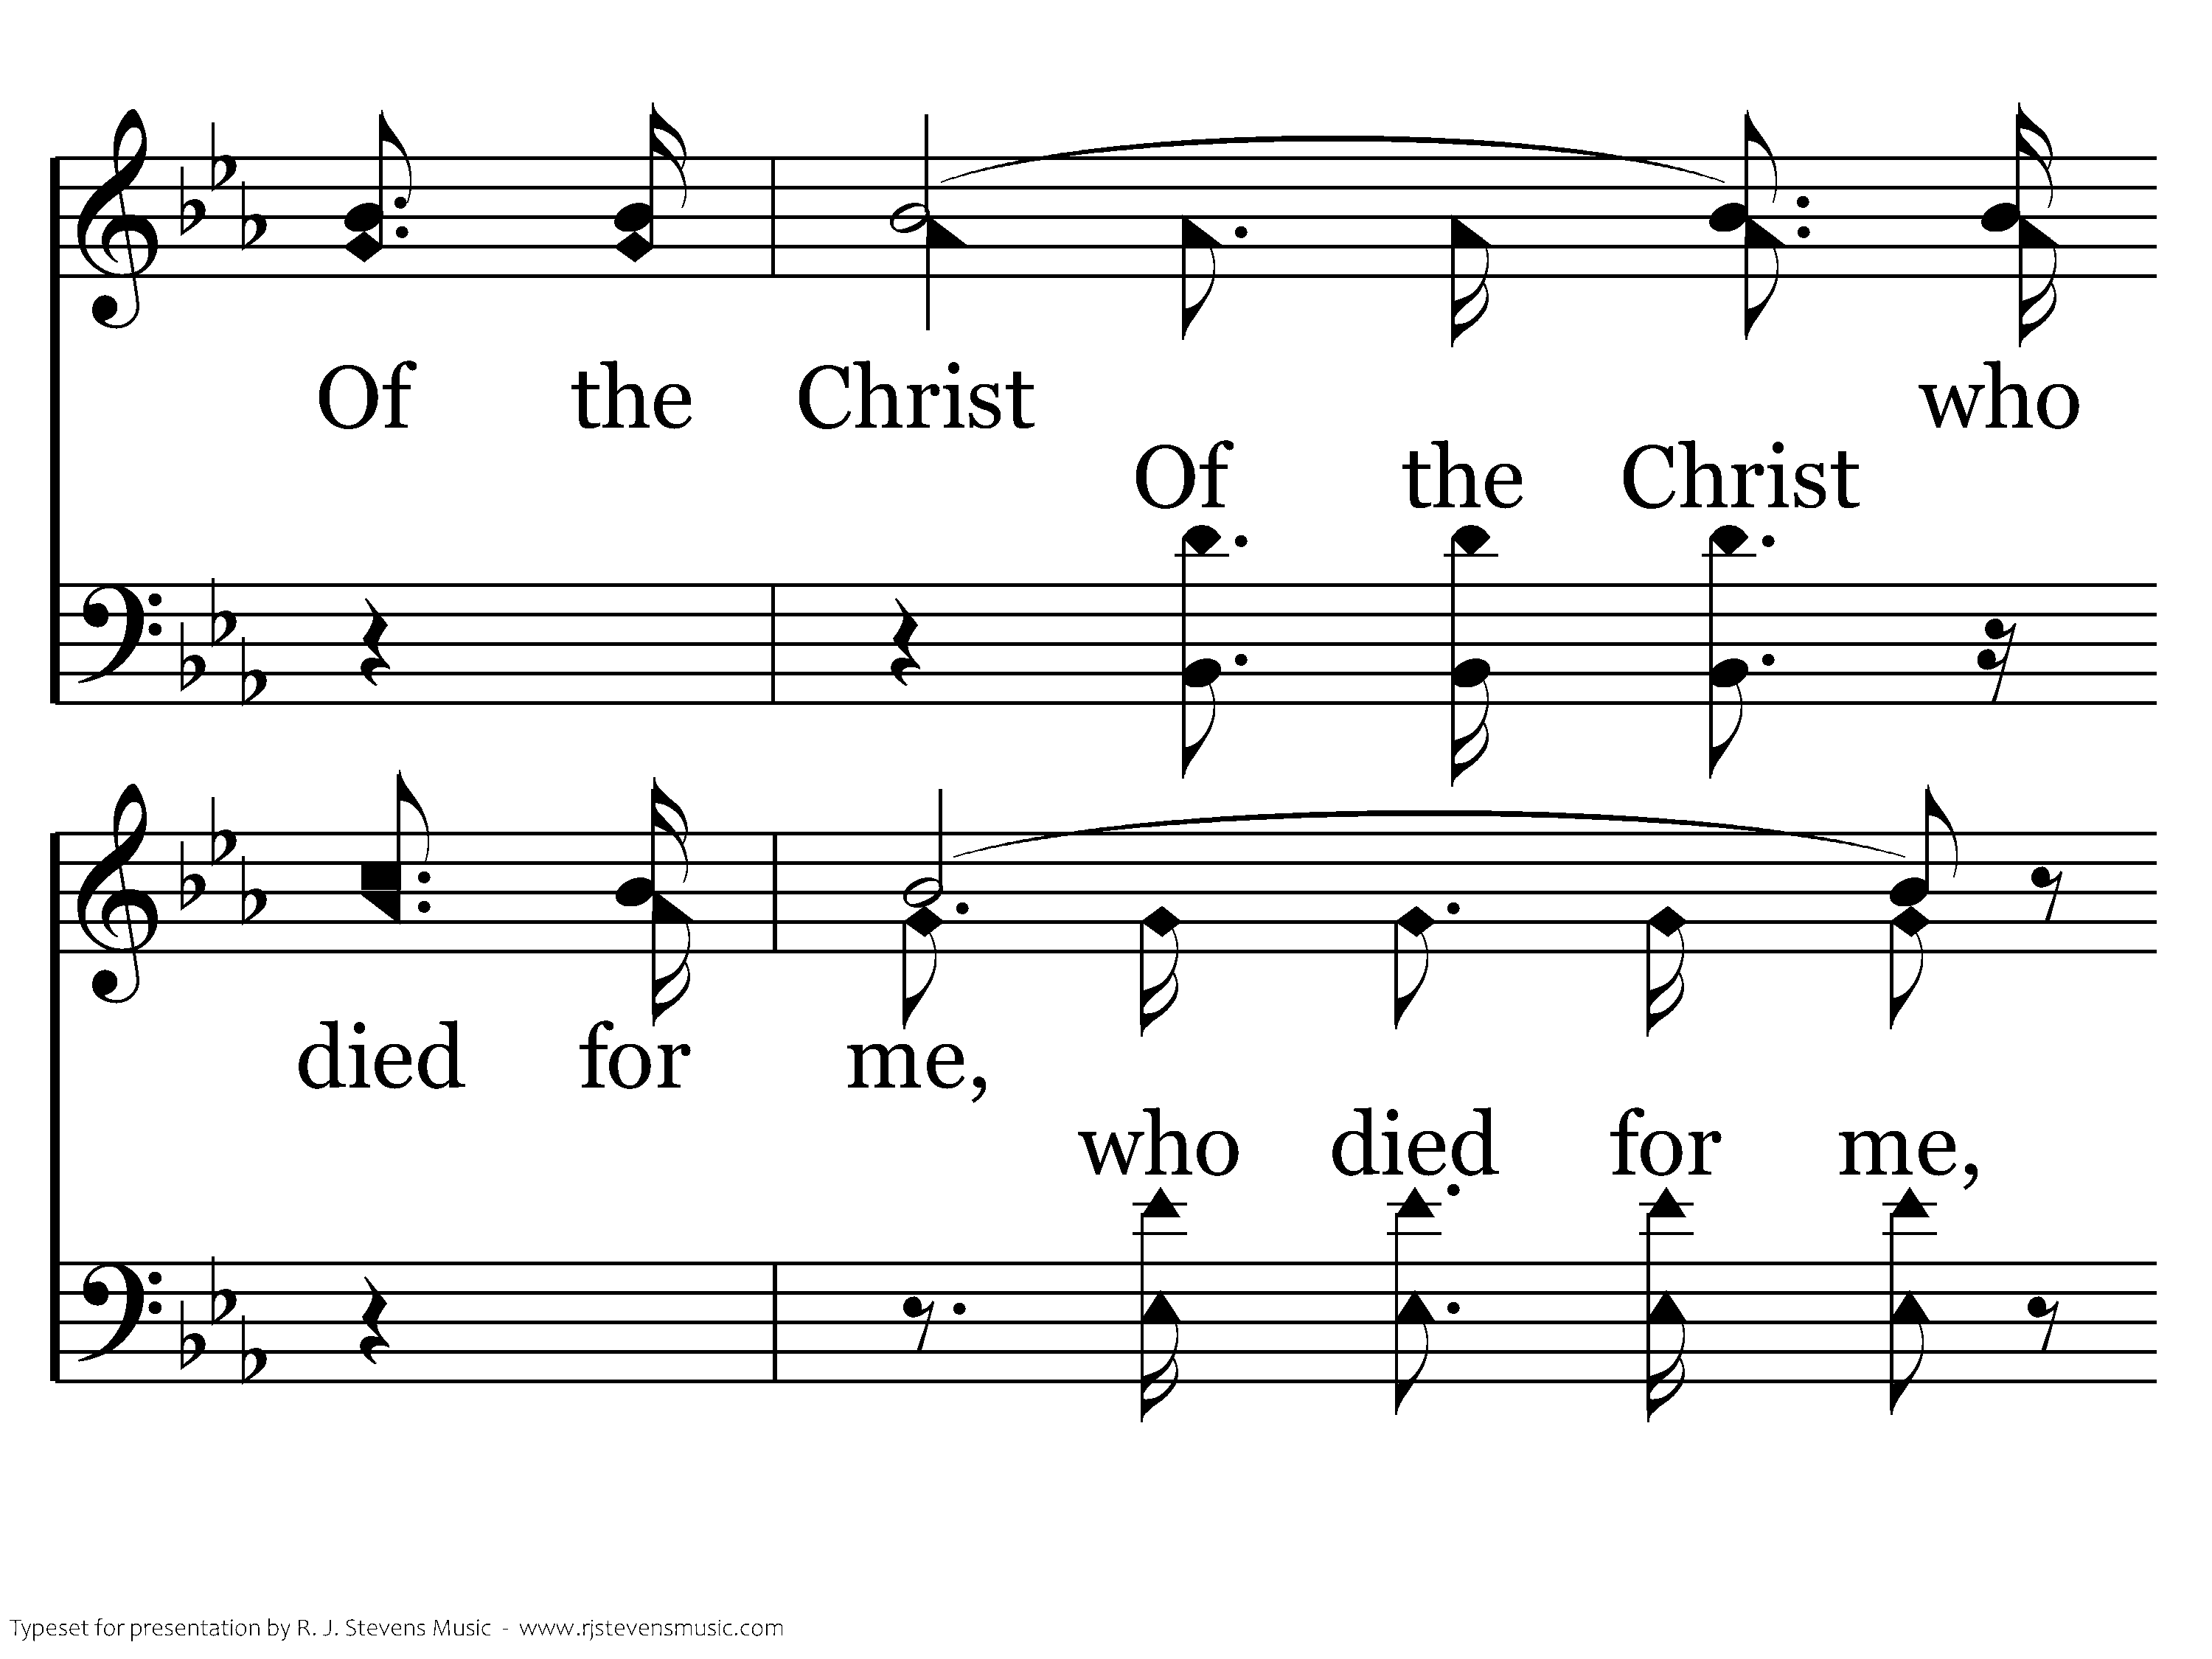 Of the Christ who
Of the Christ
died for me,
who died for me,
Typeset for presentation by R. J. Stevens Music - www.rjstevensmusic.com